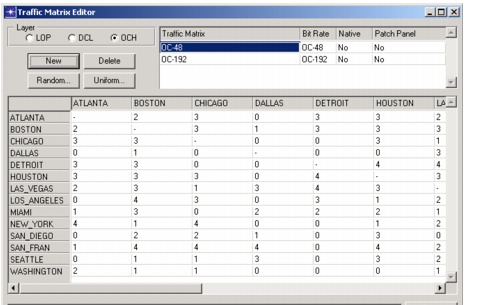 Traffic Matrix Editor
Layer
LOP DCL OCH
New Delete
Random... Uniform...
Traffic Matrix Bit Rate Native Patch Panel
OC-48 OC-48 No No
OC-192 OC-192 No No
ATLANTA BOSTON CHICAGO DALLAS DETROIT HOUSTON LA
ATLANTA - 2 3 0 3 3 2
BOSTON 2 - 3 1 3 3 3
CHICAGO 3 3 - 0 0 3 1
DALLAS 0 1 0 - 0 0 3
DETROIT 3 3 0 0 - 4 4
HOUSTON 3 3 3 0 4 - 3
LAS_VEGAS 2 3 1 3 4 3 -
LOS_ANGELES 0 4 3 0 3 1 2
MIAMI 1 3 0 2 2 2 1
NEW_YORK 4 1 4 0 0 1 2
SAN_DIEGO 0 2 2 1 0 3 0
SAN_FRAN 1 4 4 4 0 4 2
SEATTLE 0 1 1 3 0 3 2
WASHINGTON 2 1 1 0 0 0 1